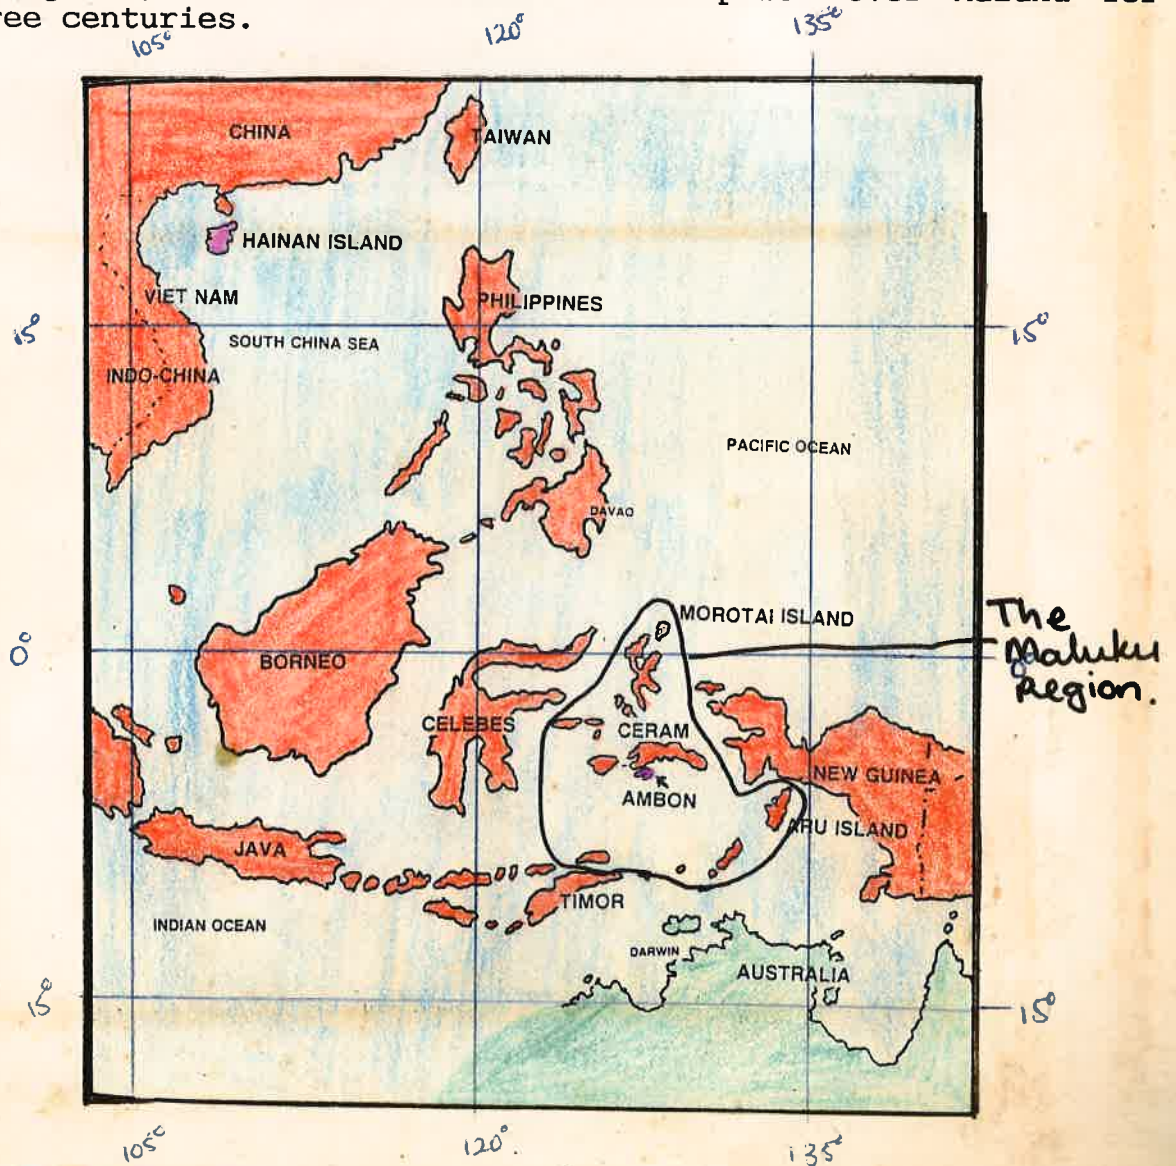 over
ree centuries.
105° 120° 135°
CHINA
TAIWAN
HAINAN ISLAND
VIET NAM
PHILIPPINES
15° 15°
SOUTH CHINA SEA
INDO-CHINA
PACIFIC OCEAN
DAVAO
MOROTAI ISLAND
The
Maluku
Region.
0° 0°
BORNEO
CELEBES
CERAM
NEW GUINEA
AMBON
ARU ISLAND
JAVA
TIMOR
INDIAN OCEAN
DARWIN
AUSTRALIA
15° 15°
105° 120° 135°